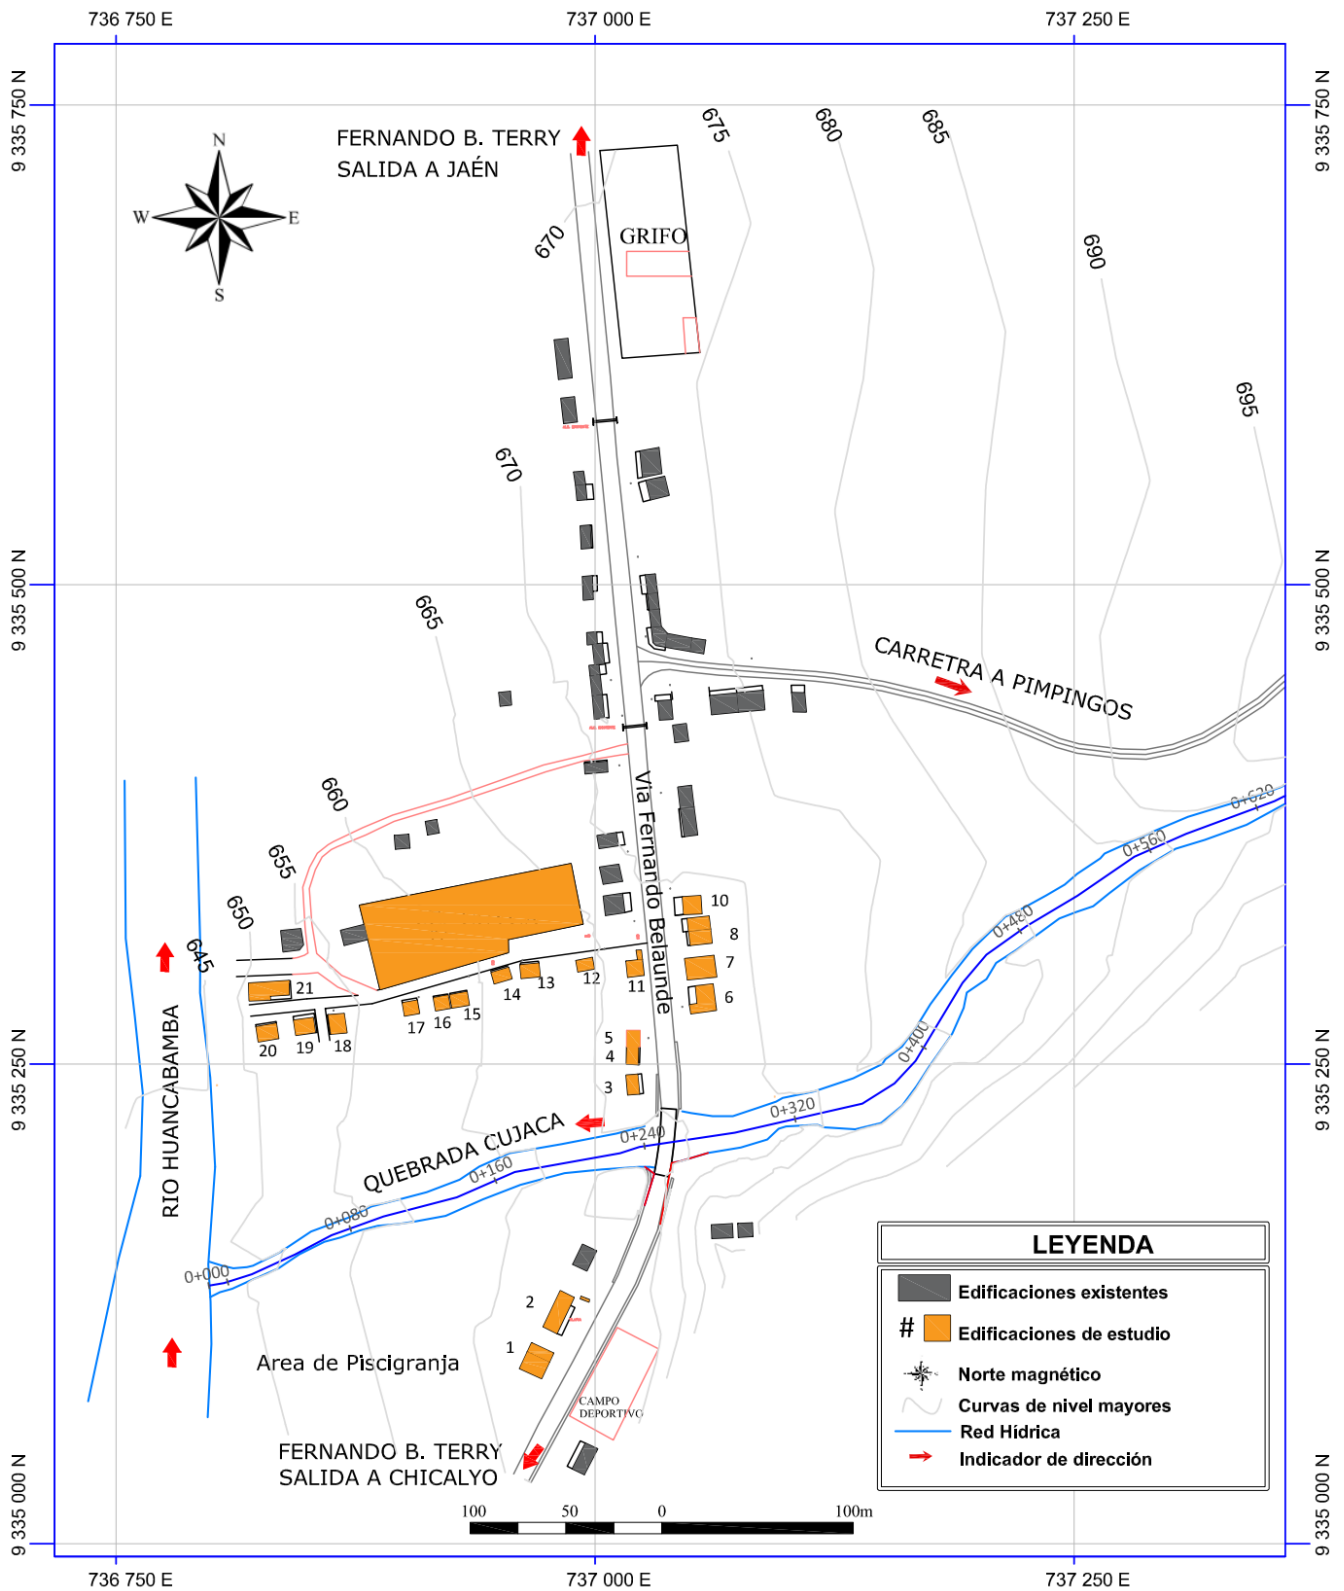 736 750 E
737 000 E
737 250 E
9 335 750 N
9 335 750 N
FERNANDO B. TERRY
SALIDA A JAÉN
N
W
E
S
670
GRIFO
675
680
685
690
695
670
9 335 500 N
9 335 500 N
665
CARRETRA A PIMPINGOS
660
655
650
645
Via Fernando Belaunde
0+620
0+560
0+480
0+400
0+320
0+240
0+160
0+080
0+000
10
8
7
6
11
12
13
14
15
16
17
18
19
20
21
5
4
3
9 335 250 N
9 335 250 N
RIO HUANCABAMBA
QUEBRADA CUJACA
2
1
Area de Piscigranja
CAMPO
DEPORTIVO
FERNANDO B. TERRY
SALIDA A CHICALYO
LEYENDA
Edificaciones existentes
# Edificaciones de estudio
Norte magnético
Curvas de nivel mayores
Red Hídrica
Indicador de dirección
100 50 0 100m
9 335 000 N
9 335 000 N
736 750 E
737 000 E
737 250 E